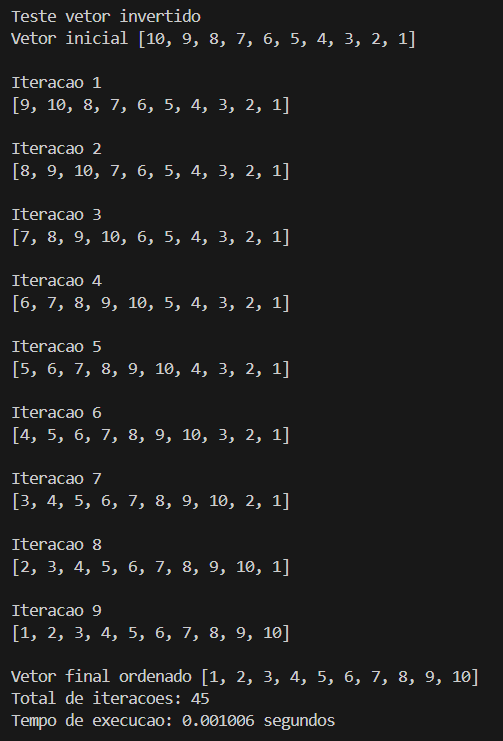 Teste vetor invertido
Vetor inicial [10, 9, 8, 7, 6, 5, 4, 3, 2, 1]
Iteracao 1
[9, 10, 8, 7, 6, 5, 4, 3, 2, 1]
Iteracao 2
[8, 9, 10, 7, 6, 5, 4, 3, 2, 1]
Iteracao 3
[7, 8, 9, 10, 6, 5, 4, 3, 2, 1]
Iteracao 4
[6, 7, 8, 9, 10, 5, 4, 3, 2, 1]
Iteracao 5
[5, 6, 7, 8, 9, 10, 4, 3, 2, 1]
Iteracao 6
[4, 5, 6, 7, 8, 9, 10, 3, 2, 1]
Iteracao 7
[3, 4, 5, 6, 7, 8, 9, 10, 2, 1]
Iteracao 8
[2, 3, 4, 5, 6, 7, 8, 9, 10, 1]
Iteracao 9
[1, 2, 3, 4, 5, 6, 7, 8, 9, 10]
Vetor final ordenado [1, 2, 3, 4, 5, 6, 7, 8, 9, 10]
Total de iteracoes: 45
Tempo de execucao: 0.001006 segundos